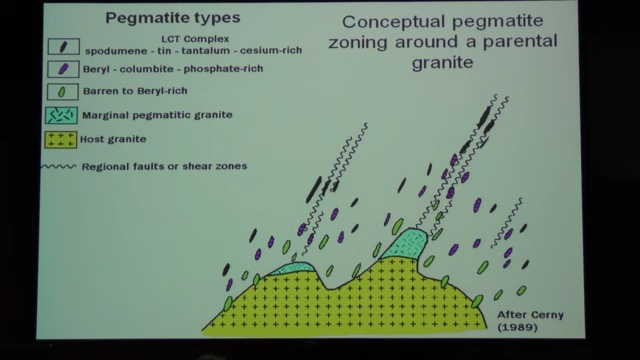 Pegmatite types
LCT Complex
spodumene - tin - tantalum - cesium-rich
Beryl - columbite - phosphate-rich
Barren to Beryl-rich
Marginal pegmatitic granite
Host granite
Regional faults or shear zones
Conceptual pegmatite
zoning around a parental
granite
After Cerny
(1989)